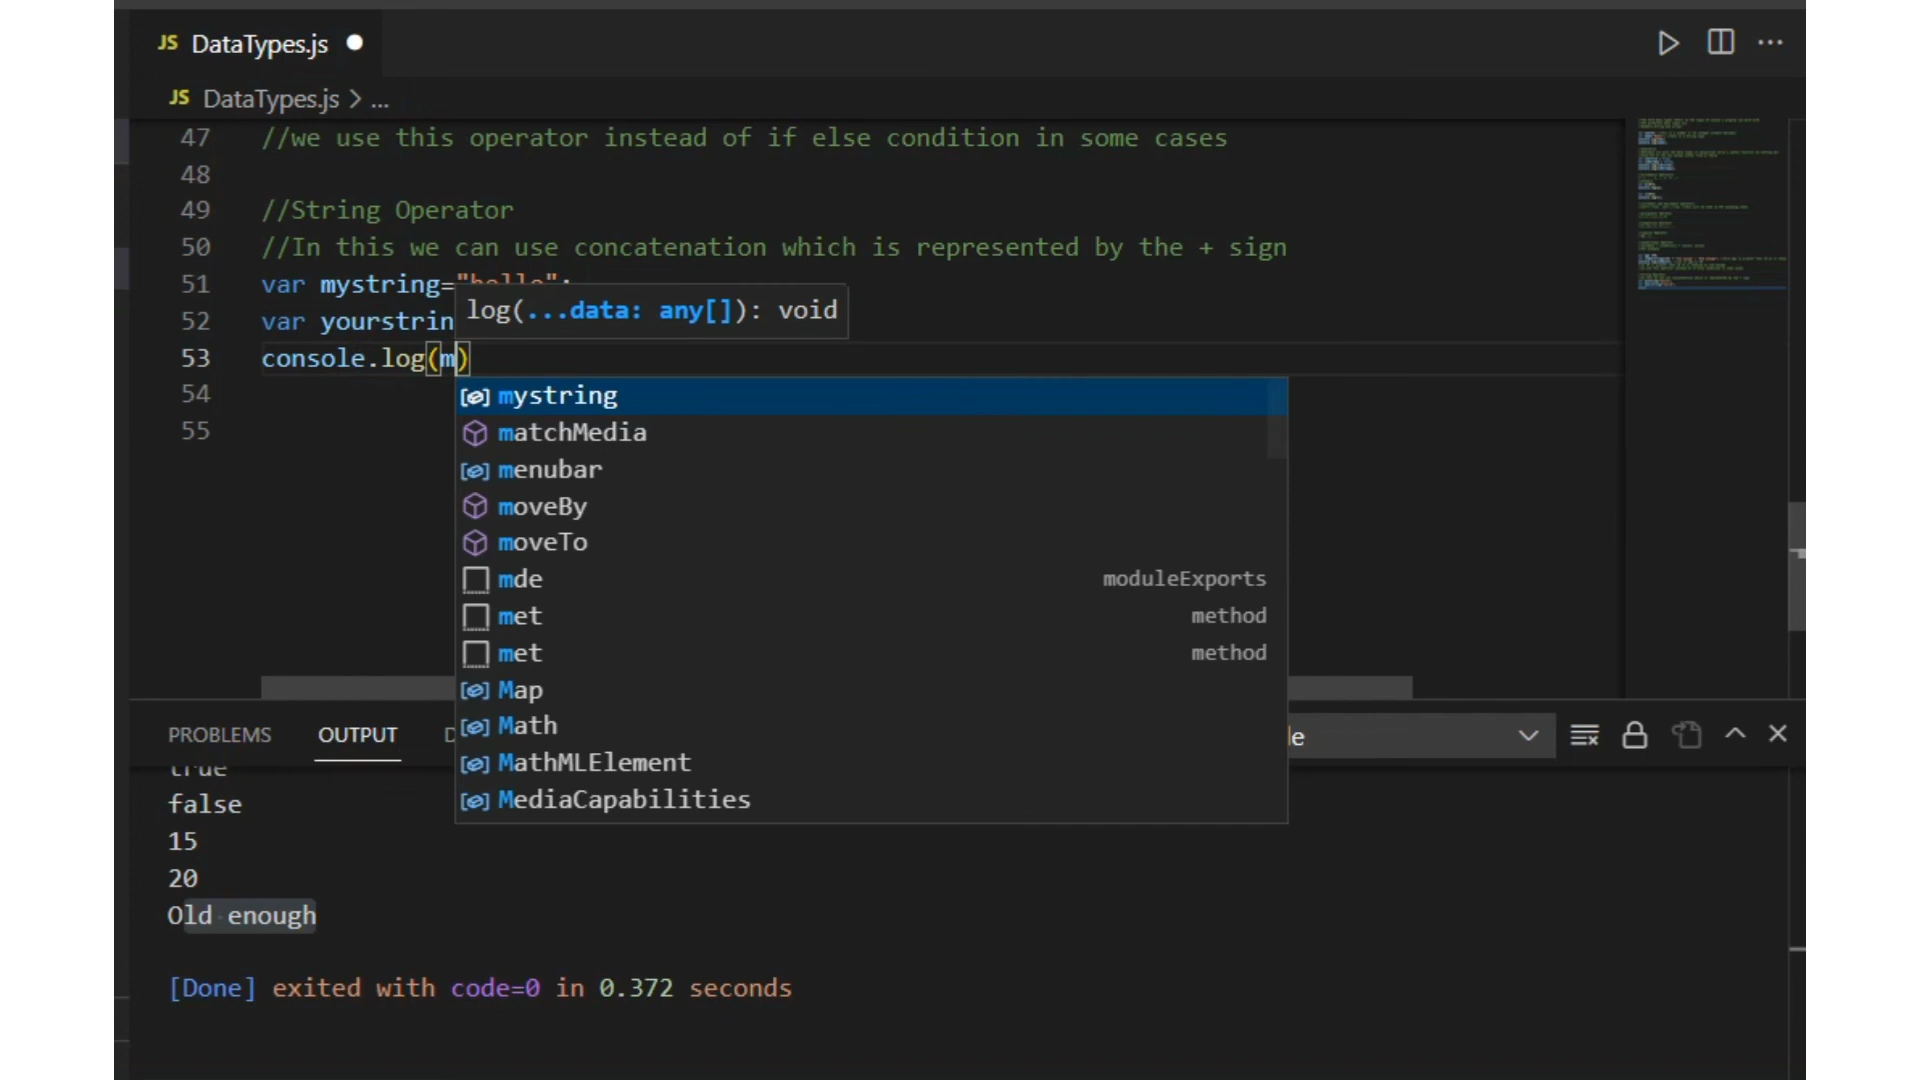 JS DataTypes.js
JS DataTypes.js > ...
47 //we use this operator instead of if else condition in some cases
48
49 //String Operator
50 //In this we can use concatenation which is represented by the + sign
51 var mystring="hello";
52 var yourstrin
log(...data: any[]): void
53 console.log(m)
54
55
mystring
matchMedia
menubar
moveBy
moveTo
mde moduleExports
met method
met method
Map
Math
MathMLElement
MediaCapabilities
PROBLEMS OUTPUT D
true
false
15
20
Old enough
[Done] exited with code=0 in 0.372 seconds